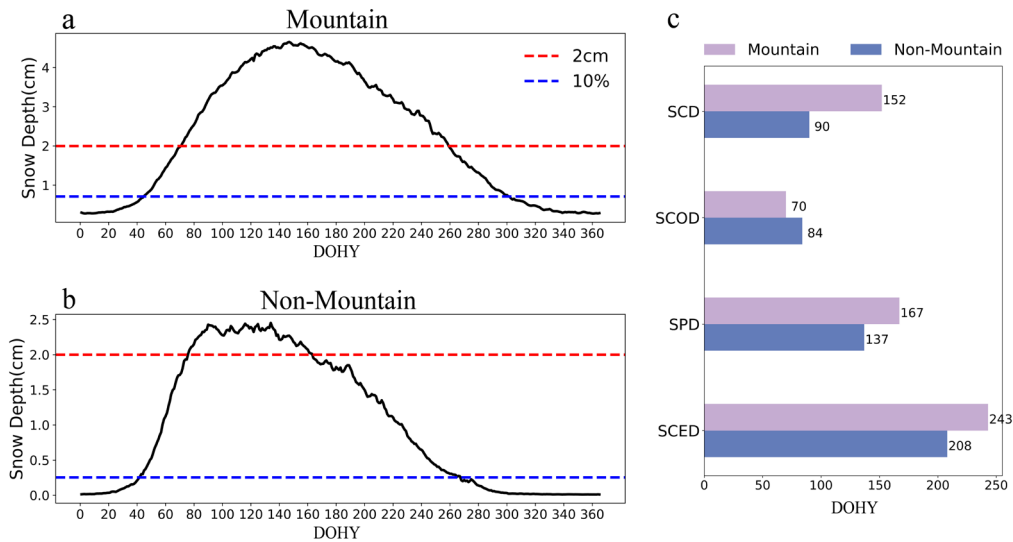 a
Mountain
Snow Depth(cm)
4
3
2
1
2cm
10%
0 20 40 60 80 100 120 140 160 180 200 220 240 260 280 300 320 340 360
DOHY
b
Non-Mountain
Snow Depth(cm)
2.5
2.0
1.5
1.0
0.5
0.0
0 20 40 60 80 100 120 140 160 180 200 220 240 260 280 300 320 340 360
DOHY
c
Mountain Non-Mountain
SCD
152
90
SCOD
70
84
SPD
167
137
SCED
243
208
0 50 100 150 200 250
DOHY